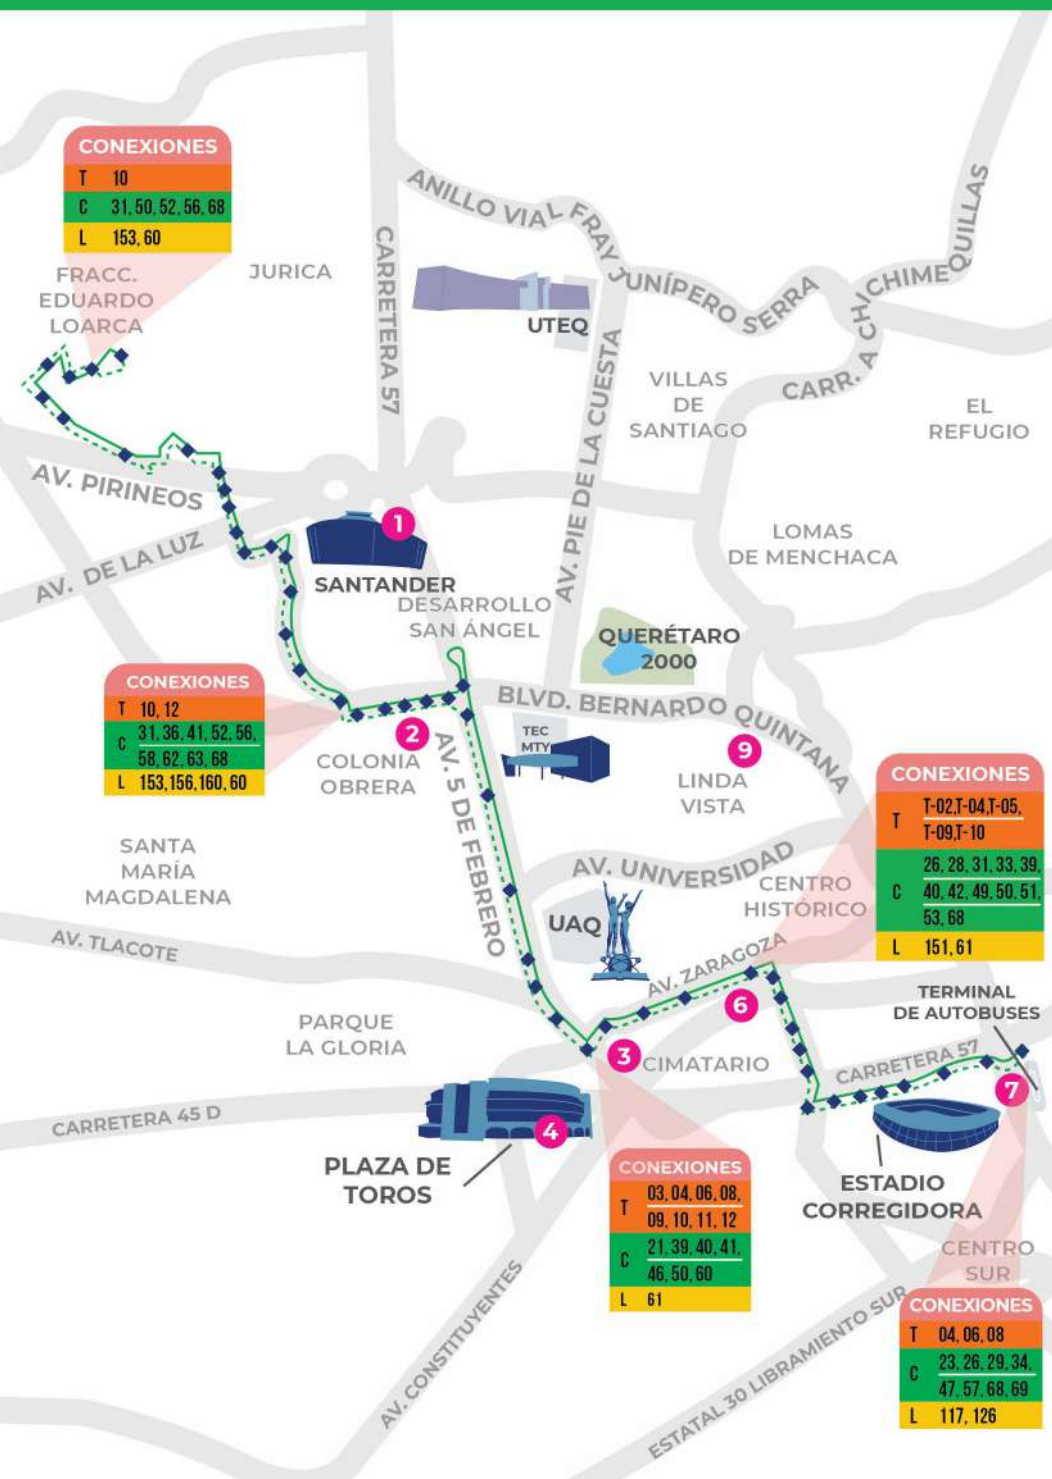 CONEXIONES
T 10
C 31, 50, 52, 56, 68
L 153, 60
FRACC.
EDUARDO
LOARCA
JURICA
CARRETERA 57
ANILLO VIAL FRAY JUNÍPERO SERRA
UTEQ
CARR. A CHICHIMEQUILLAS
VILLAS
DE
SANTIAGO
EL
REFUGIO
AV. PIE DE LA CUESTA
AV. PIRINEOS
AV. DE LA LUZ
1
SANTANDER
LOMAS
DE MENCHACA
DESARROLLO
SAN ÁNGEL
QUERÉTARO
2000
CONEXIONES
T 10, 12
C 31, 36, 41, 52, 56,
58, 62, 63, 68
L 153,156,160, 60
BLVD. BERNARDO QUINTANA
2
COLONIA
OBRERA
AV. 5 DE FEBRERO
TEC
MTY
9
LINDA
VISTA
CONEXIONES
T T-02,T-04,T-05,
T-09,T-10
C 26, 28, 31, 33, 39,
40, 42, 49, 50, 51,
53, 68
L 151, 61
SANTA
MARÍA
MAGDALENA
AV. UNIVERSIDAD
CENTRO
HISTÓRICO
UAQ
AV. TLACOTE
AV. ZARAGOZA
6
TERMINAL
DE AUTOBUSES
PARQUE
LA GLORIA
3
CIMATARIO
CARRETERA 57
7
CARRETERA 45 D
4
PLAZA DE
TOROS
ESTADIO
CORREGIDORA
CONEXIONES
T 03, 04, 06, 08,
09, 10, 11, 12
C 21, 39, 40, 41,
46, 50, 60
L 61
CENTRO
SUR
AV. CONSTITUYENTES
ESTATAL 30 LIBRAMIENTO SUR
CONEXIONES
T 04, 06, 08
C 23, 26, 29, 34,
47, 57, 68, 69
L 117, 126